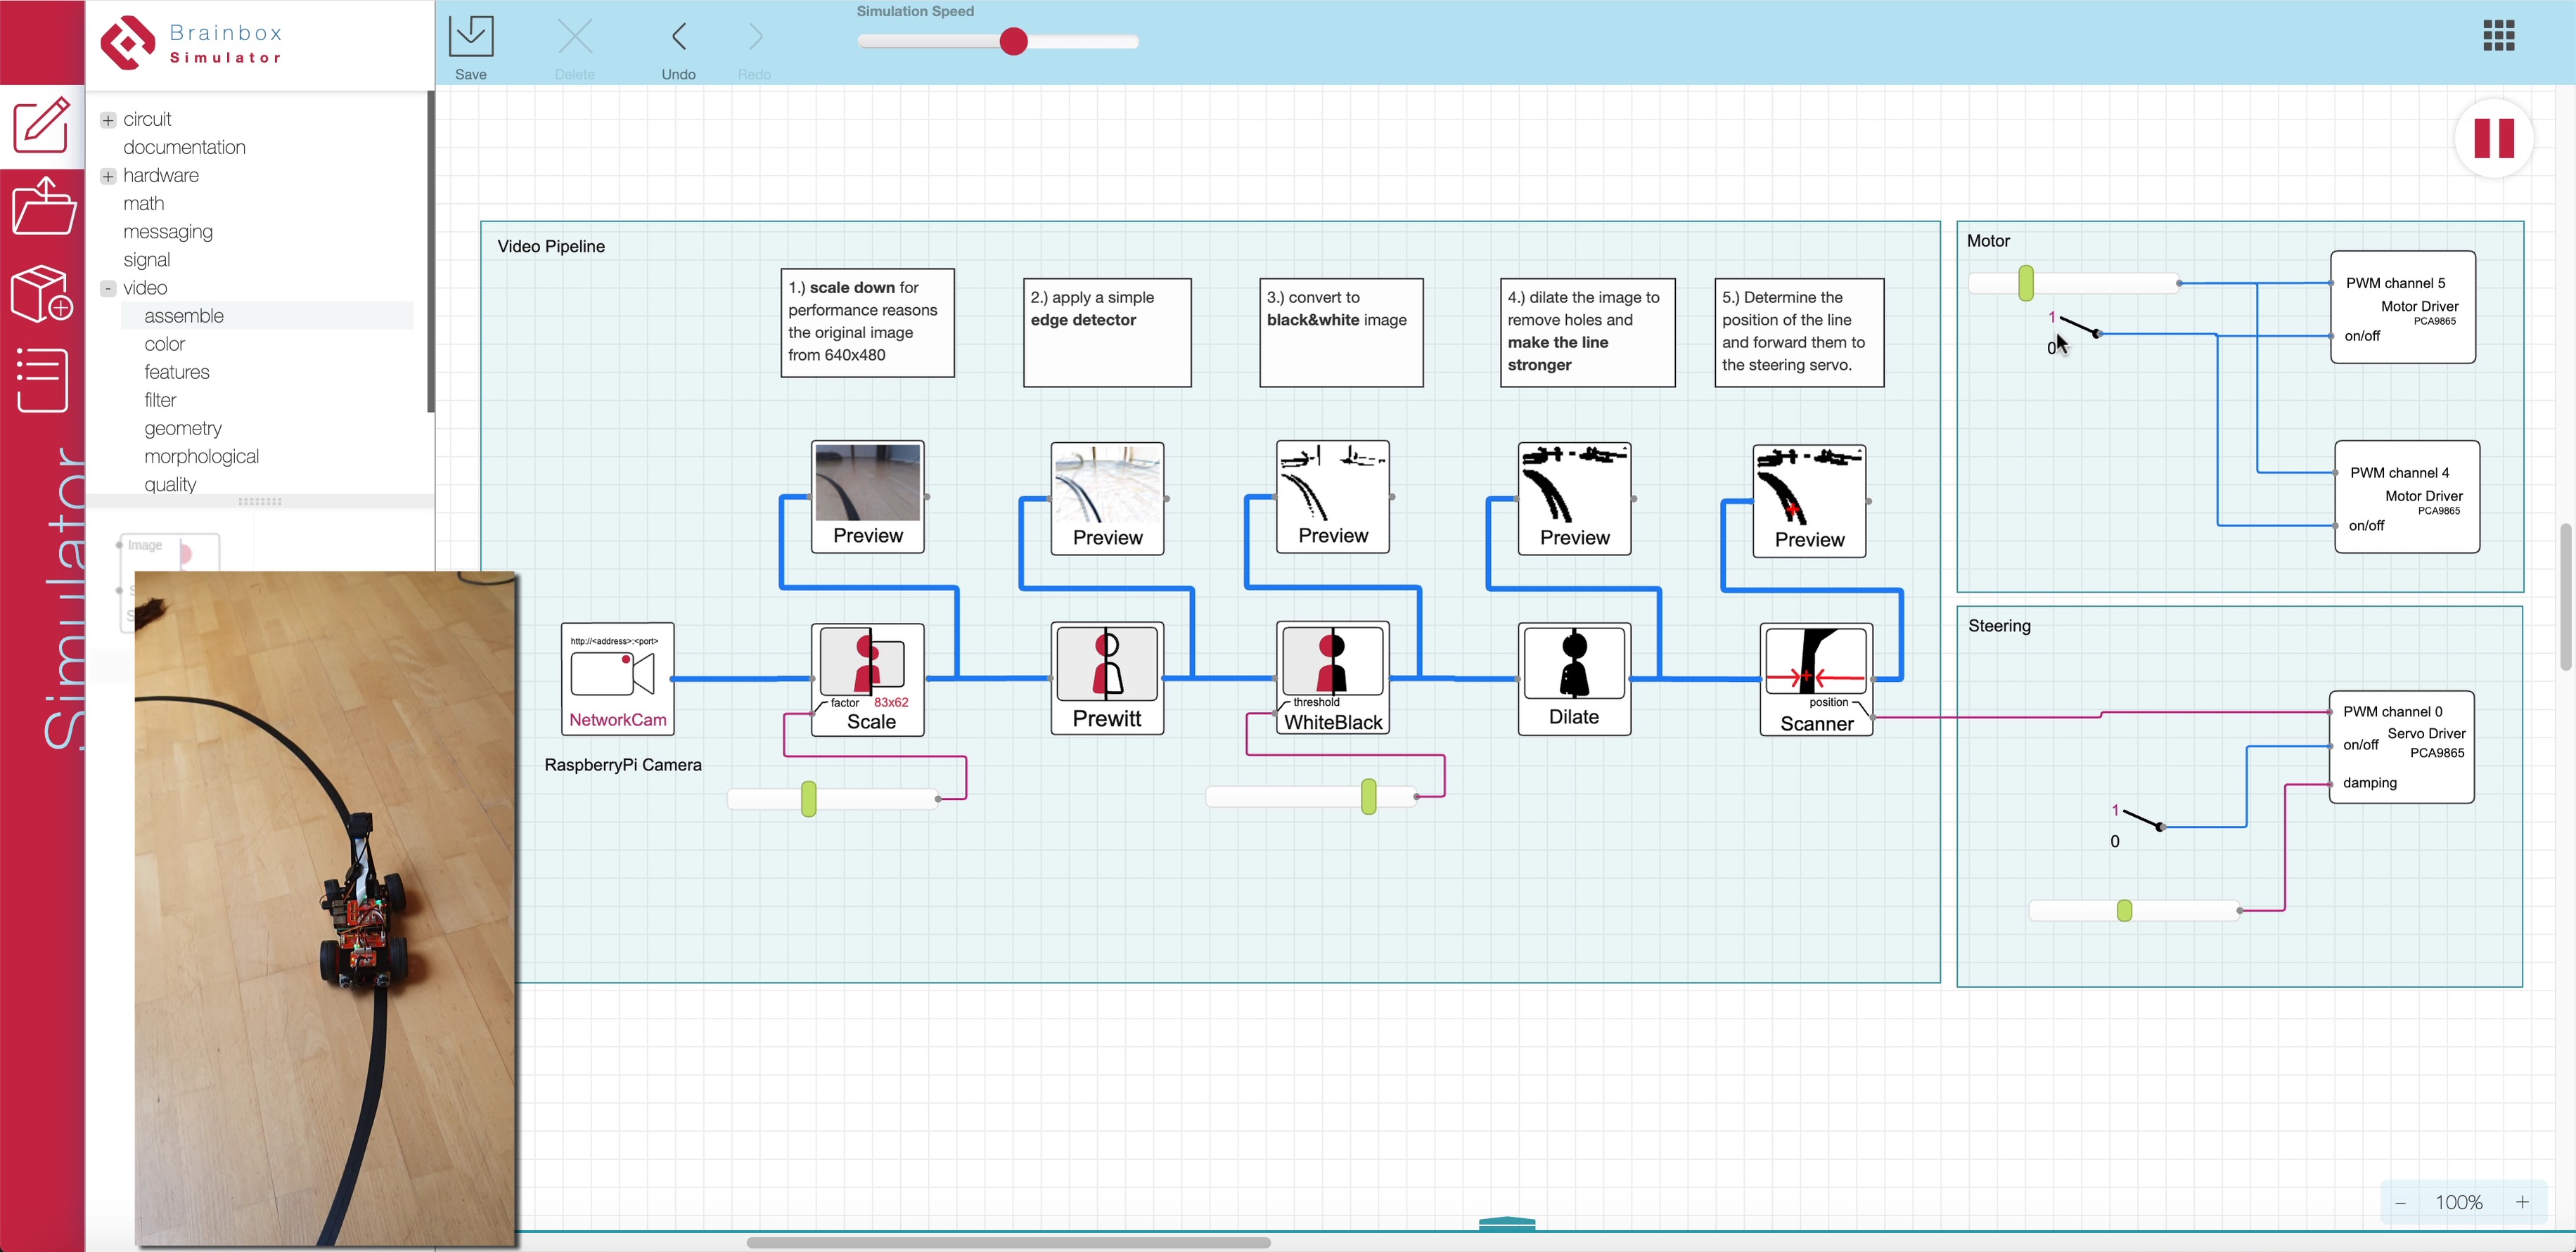 Brainbox
Simulator
Save
Delete
Undo
Redo
Simulation Speed
circuit
documentation
hardware
math
messaging
signal
video
assemble
color
features
filter
geometry
morphological
quality
Image
S
S
Simulator
Video Pipeline
1.) scale down for
performance reasons
the original image
from 640x480
2.) apply a simple
edge detector
3.) convert to
black&white image
4.) dilate the image to
remove holes and
make the line
stronger
5.) Determine the
position of the line
and forward them to
the steering servo.
Preview
Preview
Preview
Preview
Preview
http://<address>:<port>
NetworkCam
RaspberryPi Camera
factor 83x62
Scale
Prewitt
threshold
WhiteBlack
Dilate
position
Scanner
Motor
1
0
PWM channel 5
Motor Driver
PCA9865
on/off
PWM channel 4
Motor Driver
PCA9865
on/off
Steering
PWM channel 0
Servo Driver
on/off
PCA9865
damping
1
0
100%